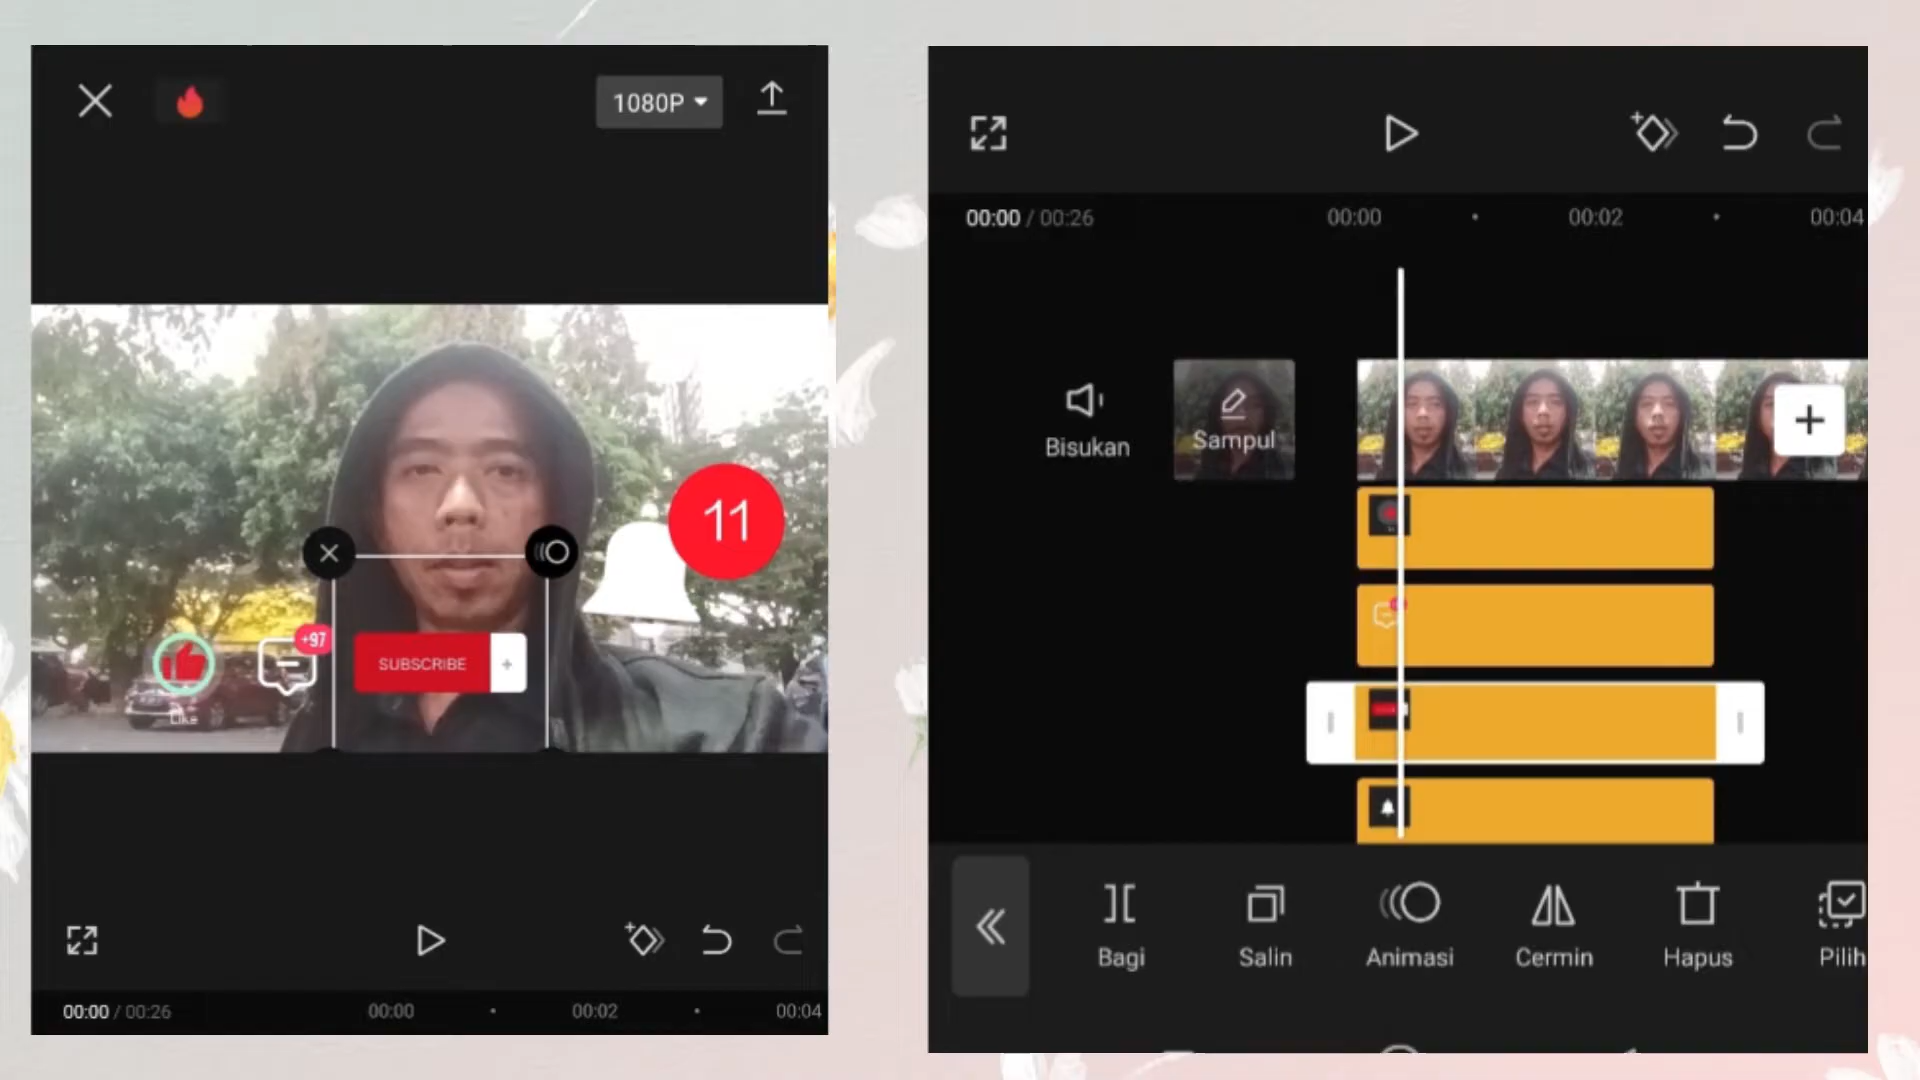 1080P
11
+97
SUBSCRIBE
+
Like
00:00 / 00:26
00:00
00:02
00:04
00:00 / 00:26
00:00
00:02
00:04
Bisukan
Sampul
+
Bagi
Salin
Animasi
Cermin
Hapus
Pilih